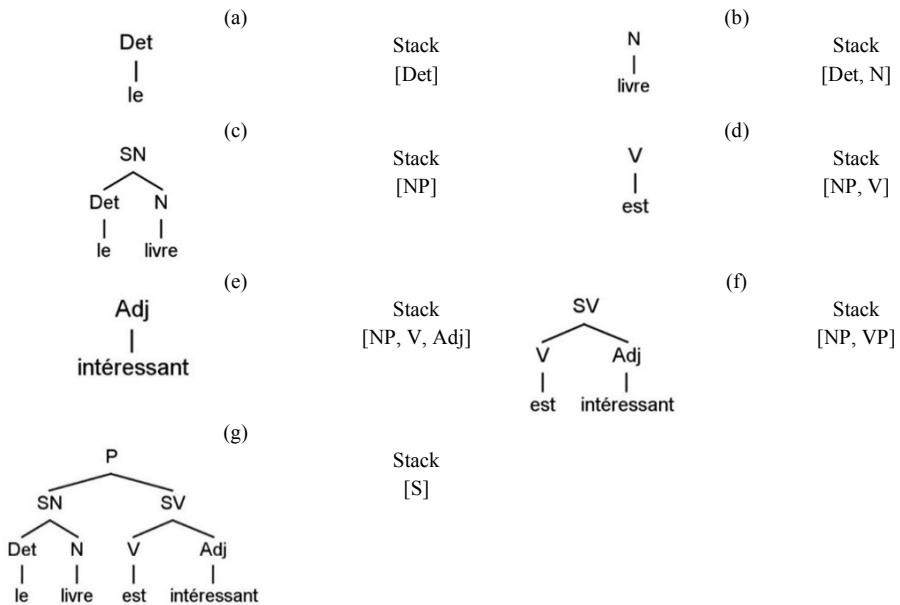 (a)
Det
le
Stack
[Det]
(b)
N
livre
Stack
[Det, N]
(c)
SN
Det N
le livre
Stack
[NP]
(d)
V
est
Stack
[NP, V]
(e)
Adj
intéressant
Stack
[NP, V, Adj]
(f)
SV
V Adj
est intéressant
Stack
[NP, VP]
(g)
P
SN SV
Det N V Adj
le livre est intéressant
Stack
[S]